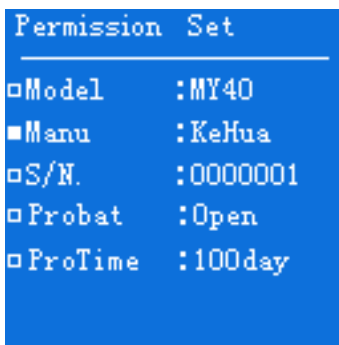 Permission Set
Model :MY40
Manu :KeHua
S/N. :0000001
Probat :Open
ProTime :100day